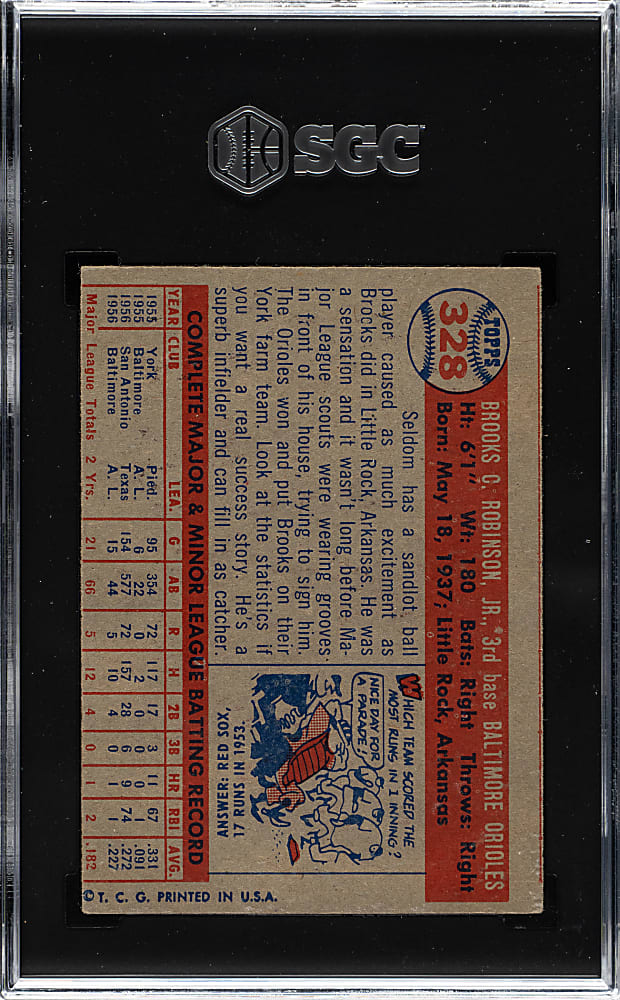 SGC
TOPPS
328
BROOKS C. ROBINSON, JR., 3rd base BALTIMORE ORIOLES
Ht: 6'1" Wt: 180 Bats: Right Throws: Right
Born: May 18, 1937; Little Rock, Arkansas
Seldom has a sandlot ball
player caused as much excitement as
Brooks did in Little Rock, Arkansas. He was
a sensation and it wasn't long before Ma-
jor League scouts were wearing grooves
in front of his house, trying to sign him.
The Orioles won and put Brooks on their
York farm team. Look at the statistics if
you want a real success story. He's a
superb infielder and can fill in as catcher.
WHICH TEAM SCORED THE
MOST RUNS IN 1 INNING?
NICE DAY FOR
A PARADE!
ANSWER: RED SOX,
17 RUNS IN 1961
'53
COMPLETE MAJOR & MINOR LEAGUE BATTING RECORD
YEAR CLUB LEA. G AB R H 2B 3B HR RBI AVG.
1955 York Pied. 95 354 72 117 17 3 11 67 .331
1955 Baltimore A. L. 6 22 0 2 0 0 0 1 .091
1956 San Antonio Texas 154 577 72 157 28 6 9 74 .272
1956 Baltimore A. L. 15 44 5 10 4 0 1 1 .227
Major League Totals 2 Yrs. 21 66 5 12 4 0 1 2 .182
© T. C. G. PRINTED IN U.S.A.